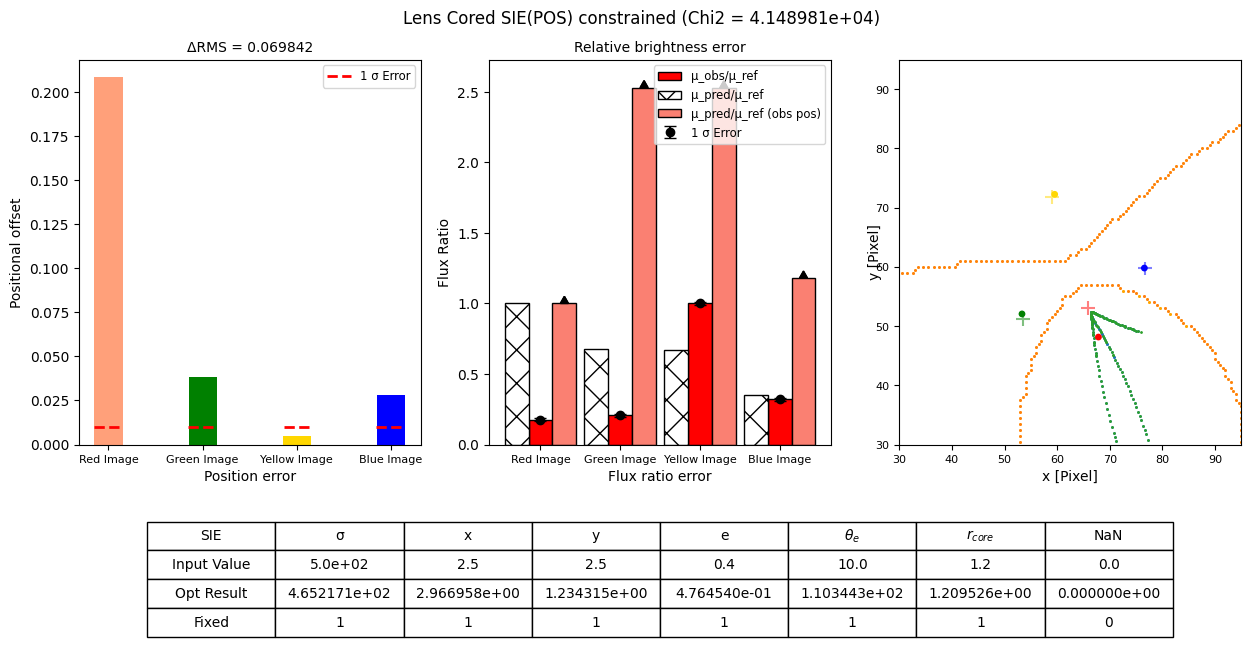 Lens Cored SIE(POS) constrained (Chi2 = 4.148981e+04)
ΔRMS = 0.069842
Positional offset
0.200
0.175
0.150
0.125
0.100
0.075
0.050
0.025
0.000
1 σ Error
Red Image Green Image Yellow Image Blue Image
Position error
Relative brightness error
Flux Ratio
2.5
2.0
1.5
1.0
0.5
0.0
μ_obs/μ_ref
μ_pred/μ_ref
μ_pred/μ_ref (obs pos)
1 σ Error
Red Image Green Image Yellow Image Blue Image
Flux ratio error
y [Pixel]
90
80
70
60
50
40
30
30 40 50 60 70 80 90
x [Pixel]
SIE σ x y e θ_e r_core NaN
Input Value 5.0e+02 2.5 2.5 0.4 10.0 1.2 0.0
Opt Result 4.652171e+02 2.966958e+00 1.234315e+00 4.764540e-01 1.103443e+02 1.209526e+00 0.000000e+00
Fixed 1 1 1 1 1 1 0